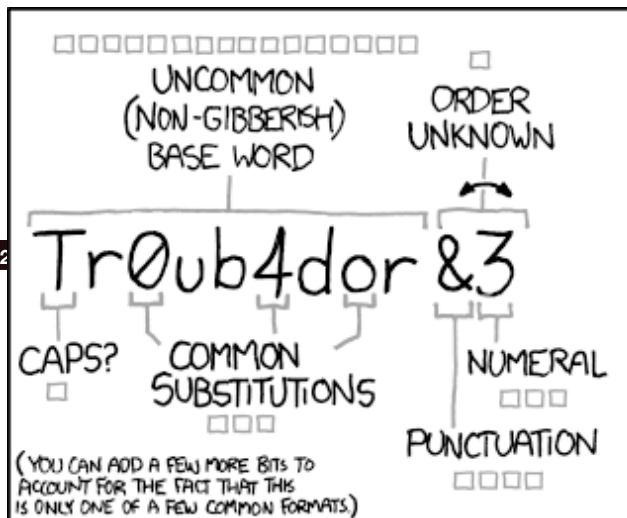 UNCOMMON
(NON-GIBBERISH)
BASE WORD
ORDER
UNKNOWN
Tr0ub4dor &3
CAPS?
COMMON
SUBSTITUTIONS
NUMERAL
PUNCTUATION
(YOU CAN ADD A FEW MORE BITS TO
ACCOUNT FOR THE FACT THAT THIS
IS ONLY ONE OF A FEW COMMON FORMATS.)
2